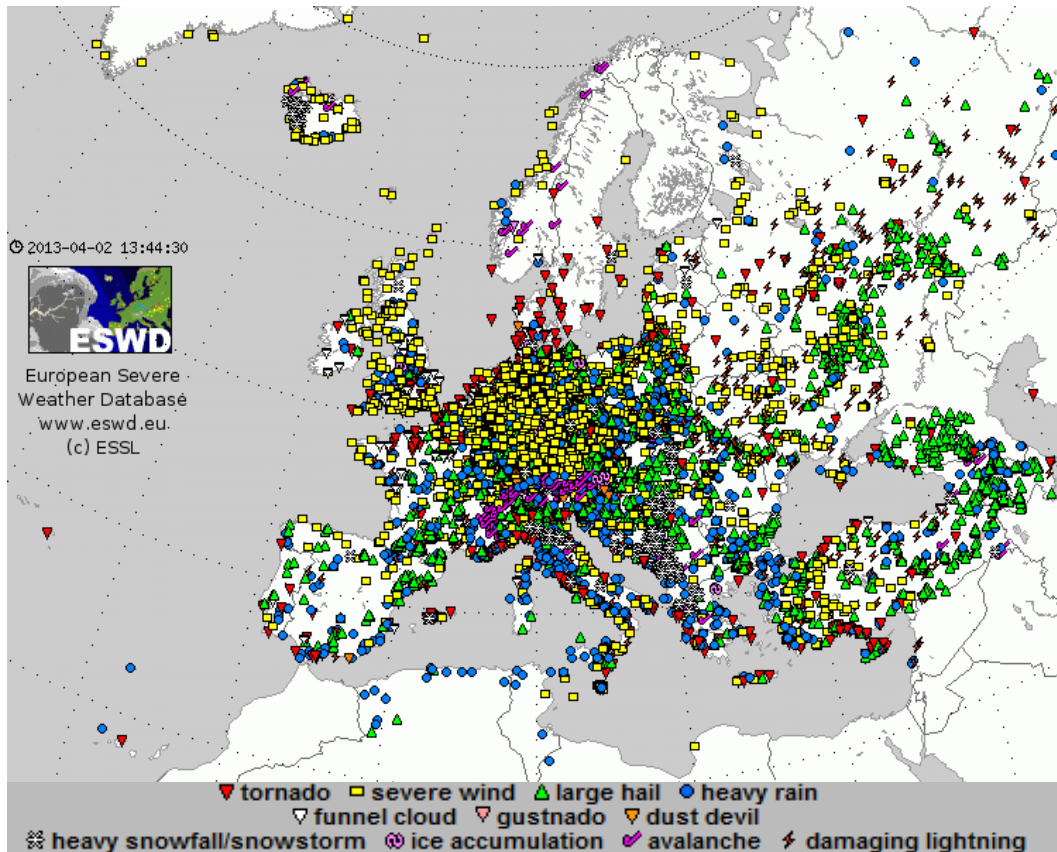 2013-04-02 13:44:30
ESWD
European Severe
Weather Database
www.eswd.eu
(c) ESSL
tornado severe wind large hail heavy rain
funnel cloud gustnado dust devil
heavy snowfall/snowstorm ice accumulation avalanche damaging lightning